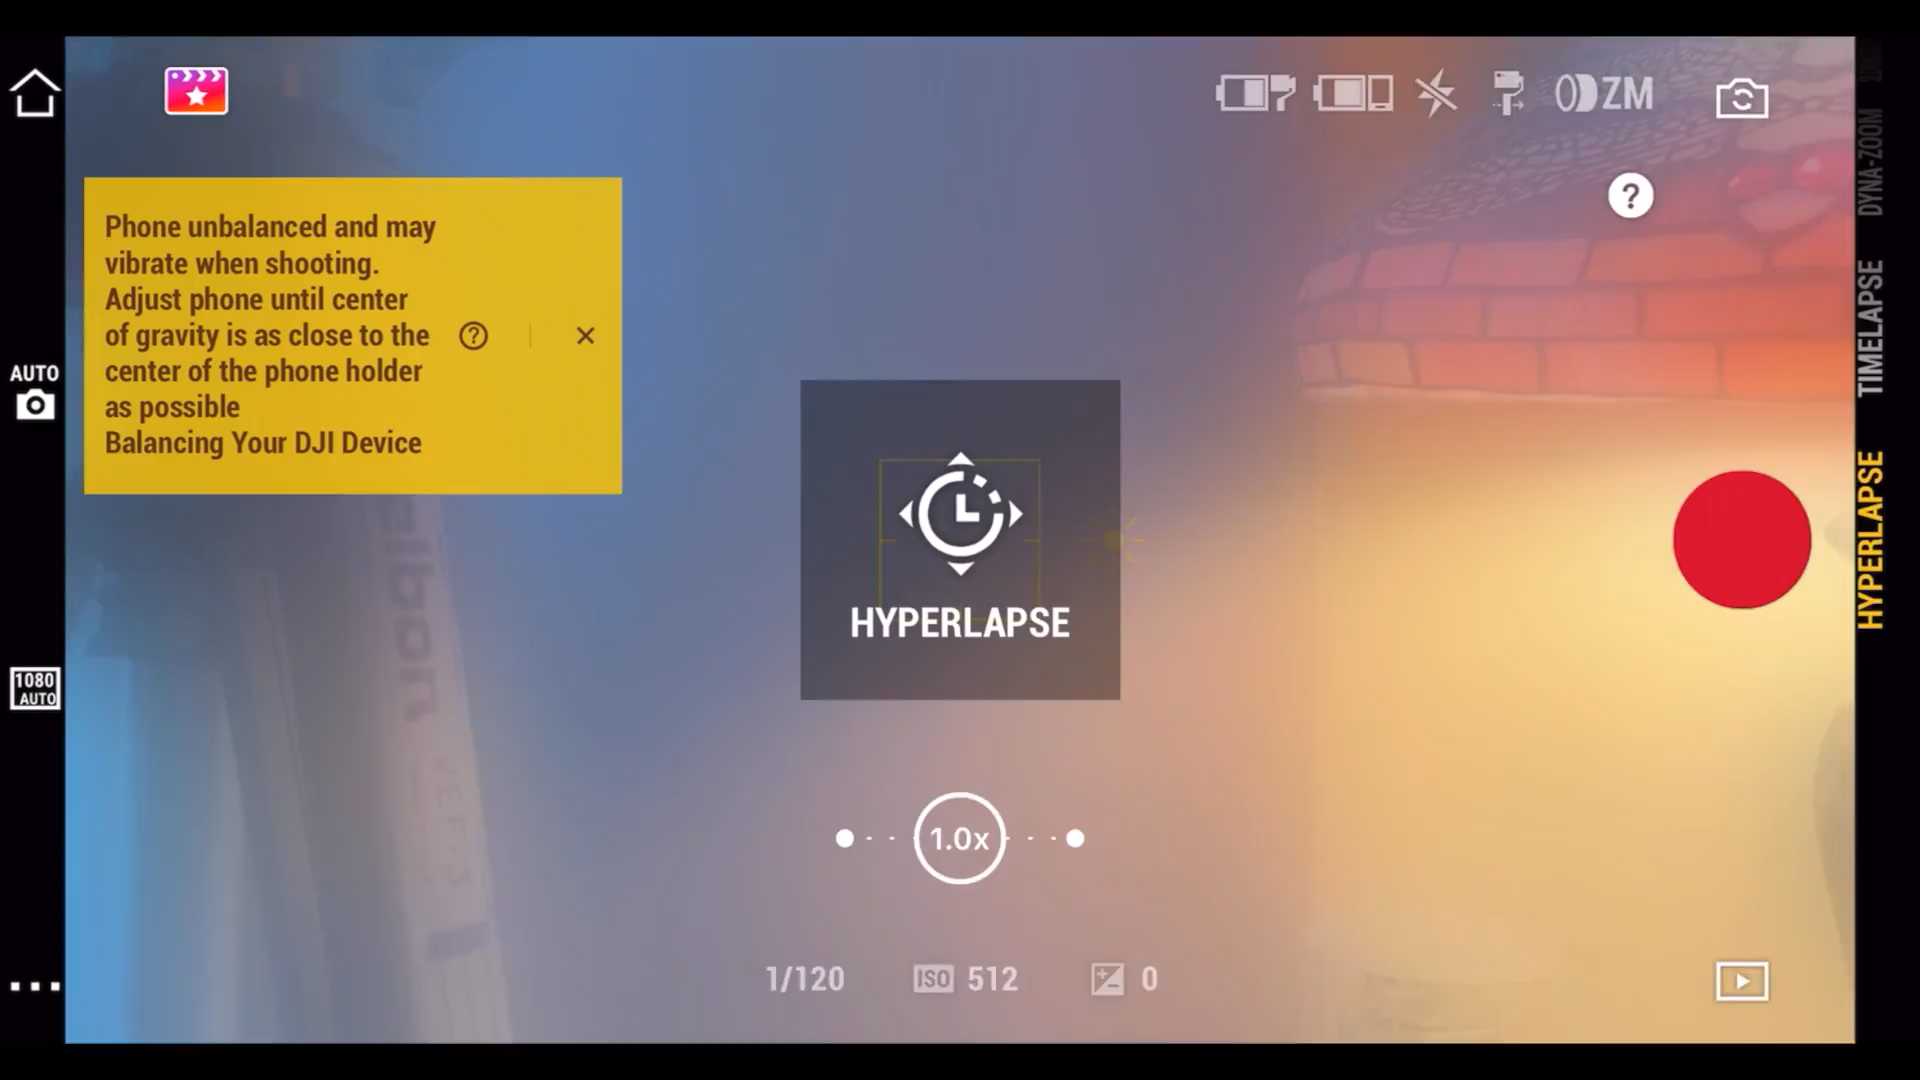 ZM
DYNA-ZOOM
Phone unbalanced and may
vibrate when shooting.
Adjust phone until center
of gravity is as close to the
center of the phone holder
as possible
Balancing Your DJI Device
TIMELAPSE
AUTO
HYPERLAPSE
HYPERLAPSE
elbon
1080
AUTO
1.0x
1/120
ISO 512
0